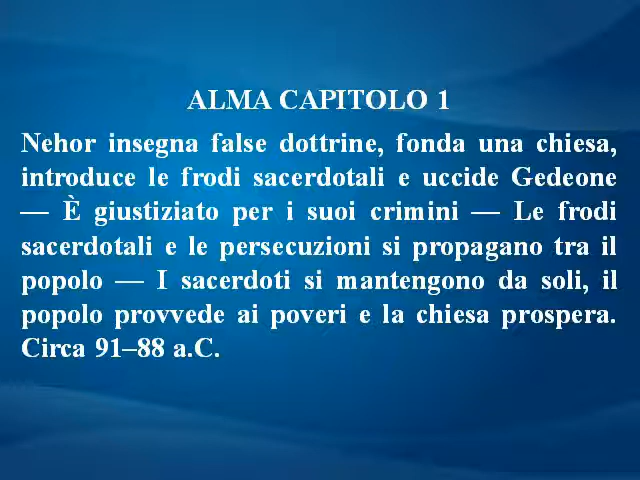 ALMA CAPITOLO 1
Nehor insegna false dottrine, fonda una chiesa,
introduce le frodi sacerdotali e uccide Gedeone
— È giustiziato per i suoi crimini — Le frodi
sacerdotali e le persecuzioni si propagano tra il
popolo — I sacerdoti si mantengono da soli, il
popolo provvede ai poveri e la chiesa prospera.
Circa 91–88 a.C.